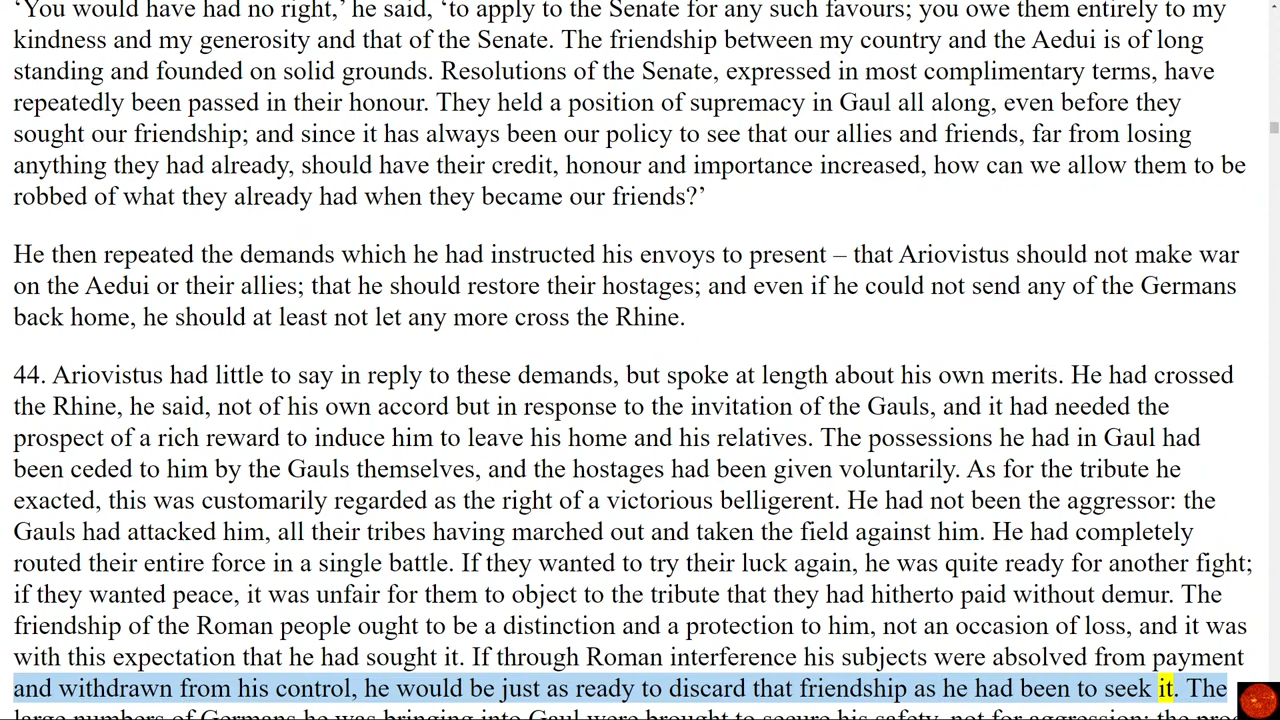 ‘You would have had no right,’ he said, ‘to apply to the Senate for any such favours; you owe them entirely to my
kindness and my generosity and that of the Senate. The friendship between my country and the Aedui is of long
standing and founded on solid grounds. Resolutions of the Senate, expressed in most complimentary terms, have
repeatedly been passed in their honour. They held a position of supremacy in Gaul all along, even before they
sought our friendship; and since it has always been our policy to see that our allies and friends, far from losing
anything they had already, should have their credit, honour and importance increased, how can we allow them to be
robbed of what they already had when they became our friends?’
He then repeated the demands which he had instructed his envoys to present – that Ariovistus should not make war
on the Aedui or their allies; that he should restore their hostages; and even if he could not send any of the Germans
back home, he should at least not let any more cross the Rhine.
44. Ariovistus had little to say in reply to these demands, but spoke at length about his own merits. He had crossed
the Rhine, he said, not of his own accord but in response to the invitation of the Gauls, and it had needed the
prospect of a rich reward to induce him to leave his home and his relatives. The possessions he had in Gaul had
been ceded to him by the Gauls themselves, and the hostages had been given voluntarily. As for the tribute he
exacted, this was customarily regarded as the right of a victorious belligerent. He had not been the aggressor: the
Gauls had attacked him, all their tribes having marched out and taken the field against him. He had completely
routed their entire force in a single battle. If they wanted to try their luck again, he was quite ready for another fight;
if they wanted peace, it was unfair for them to object to the tribute that they had hitherto paid without demur. The
friendship of the Roman people ought to be a distinction and a protection to him, not an occasion of loss, and it was
with this expectation that he had sought it. If through Roman interference his subjects were absolved from payment
and withdrawn from his control, he would be just as ready to discard that friendship as he had been to seek it. The
large numbers of Germans he was bringing into Gaul were brought to secure his safety, not for aggression; the